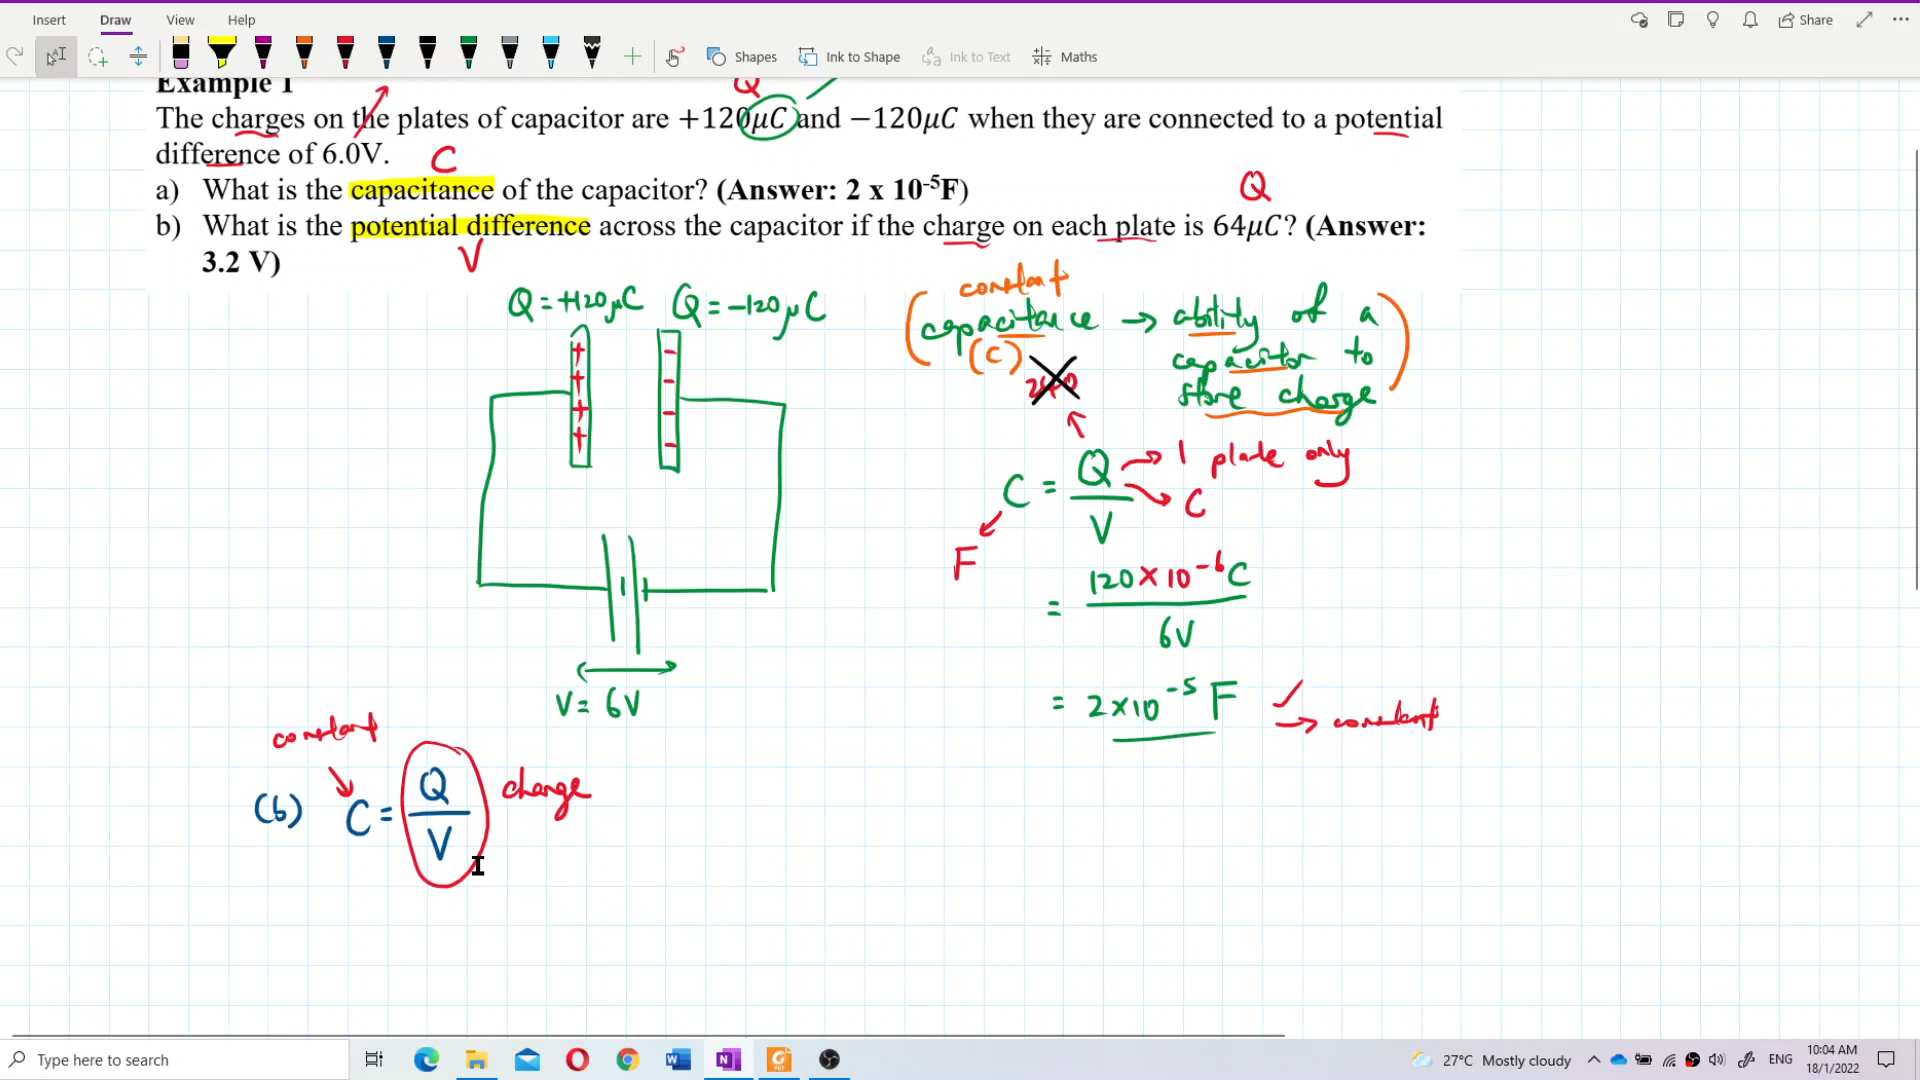 Insert Draw View Help
Share
Shapes Ink to Shape Ink to Text Maths
Example 1
Q
The charges on the plates of capacitor are +120μC and −120μC when they are connected to a potential
difference of 6.0V.
C
a) What is the capacitance of the capacitor? (Answer: 2 x 10⁻⁵F)
Q
b) What is the potential difference across the capacitor if the charge on each plate is 64μC? (Answer:
3.2 V)
V
Q = +120μC Q = −120μC
+ −
+ −
+ −
+ −
V = 6V
constant
(capacitance → ability of a
(C) capacitor to
store charge)
240
C = Q/V → 1 plate only
→ C
F
= 120 × 10⁻⁶C / 6V
= 2 × 10⁻⁵ F ✓ → constant
constant
(b) C = Q/V change
Type here to search
27°C Mostly cloudy
ENG
10:04 AM
18/1/2022